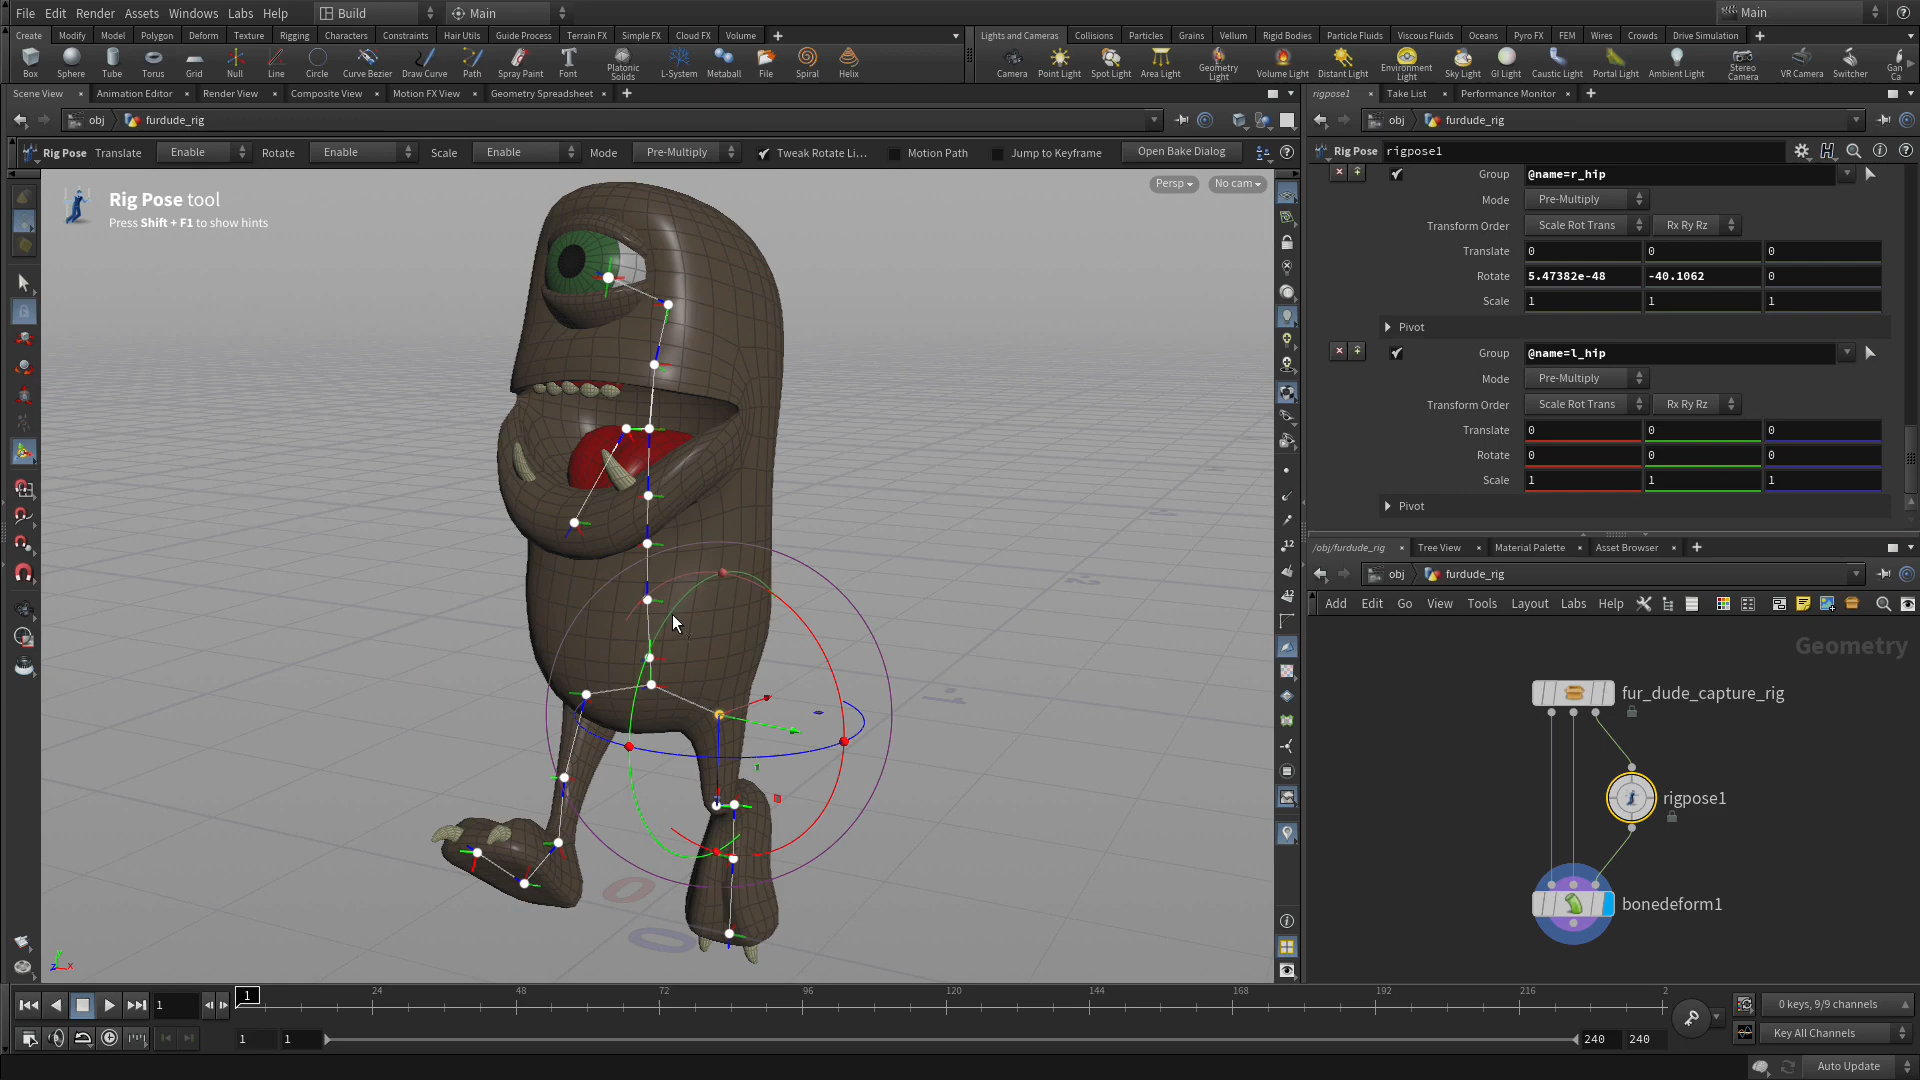 File Edit Render Assets Windows Labs Help Build Main Main
Create Modify Model Polygon Deform Texture Rigging Characters Constraints Hair Utils Guide Process Terrain FX Simple FX Cloud FX Volume
Lights and Cameras Collisions Particles Grains Vellum Rigid Bodies Particle Fluids Viscous Fluids Oceans Pyro FX FEM Wires Crowds Drive Simulation
Box Sphere Tube Torus Grid Null Line Circle Curve Bezier Draw Curve Path Spray Paint Font Platonic Solids L-System Metaball File Spiral Helix
Camera Point Light Spot Light Area Light Geometry Light Volume Light Distant Light Environment Light Sky Light GI Light Caustic Light Portal Light Ambient Light Stereo Camera VR Camera Switcher Gan Ca
Scene View Animation Editor Render View Composite View Motion FX View Geometry Spreadsheet
rigpose1 Take List Performance Monitor
obj furdude_rig
obj furdude_rig
Rig Pose Translate Enable Rotate Enable Scale Enable Mode Pre-Multiply Tweak Rotate Li... Motion Path Jump to Keyframe Open Bake Dialog
Rig Pose rigpose1
Rig Pose tool
Press Shift + F1 to show hints
Persp No cam
Group @name=r_hip
Mode Pre-Multiply
Transform Order Scale Rot Trans Rx Ry Rz
Translate 0 0 0
Rotate 5.47382e-48 -40.1062 0
Scale 1 1 1
Pivot
Group @name=l_hip
Mode Pre-Multiply
Transform Order Scale Rot Trans Rx Ry Rz
Translate 0 0 0
Rotate 0 0 0
Scale 1 1 1
Pivot
/obj/furdude_rig Tree View Material Palette Asset Browser
obj furdude_rig
Add Edit Go View Tools Layout Labs Help
Geometry
fur_dude_capture_rig
rigpose1
bonedeform1
1 1 24 48 72 96 120 144 168 192 216 2
0 keys, 9/9 channels
1 1 240 240
Key All Channels
Auto Update